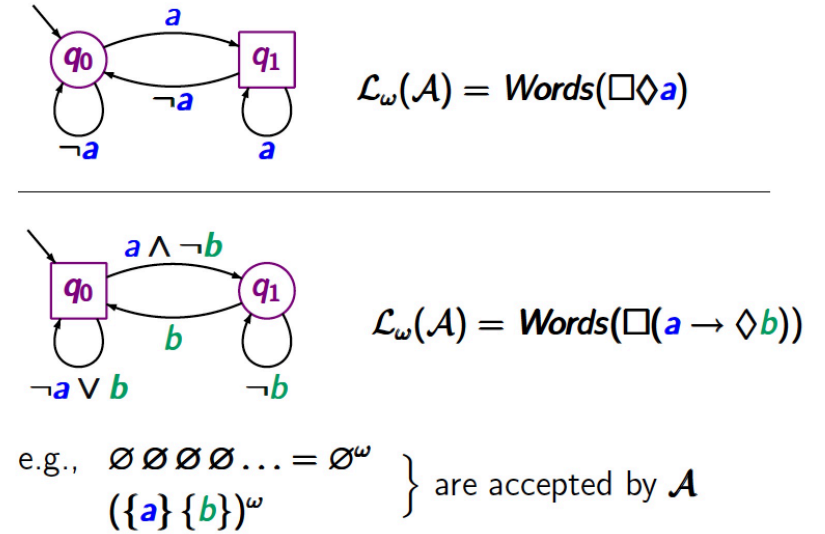 a
q₀ q₁
¬a
¬a a
𝓛ω(𝓐) = Words(□◊a)
a ∧ ¬b
q₀ q₁
b
¬a ∨ b ¬b
𝓛ω(𝓐) = Words(□(a → ◊b))
e.g., ∅ ∅ ∅ ∅ ... = ∅^ω
({a} {b})^ω
} are accepted by 𝓐